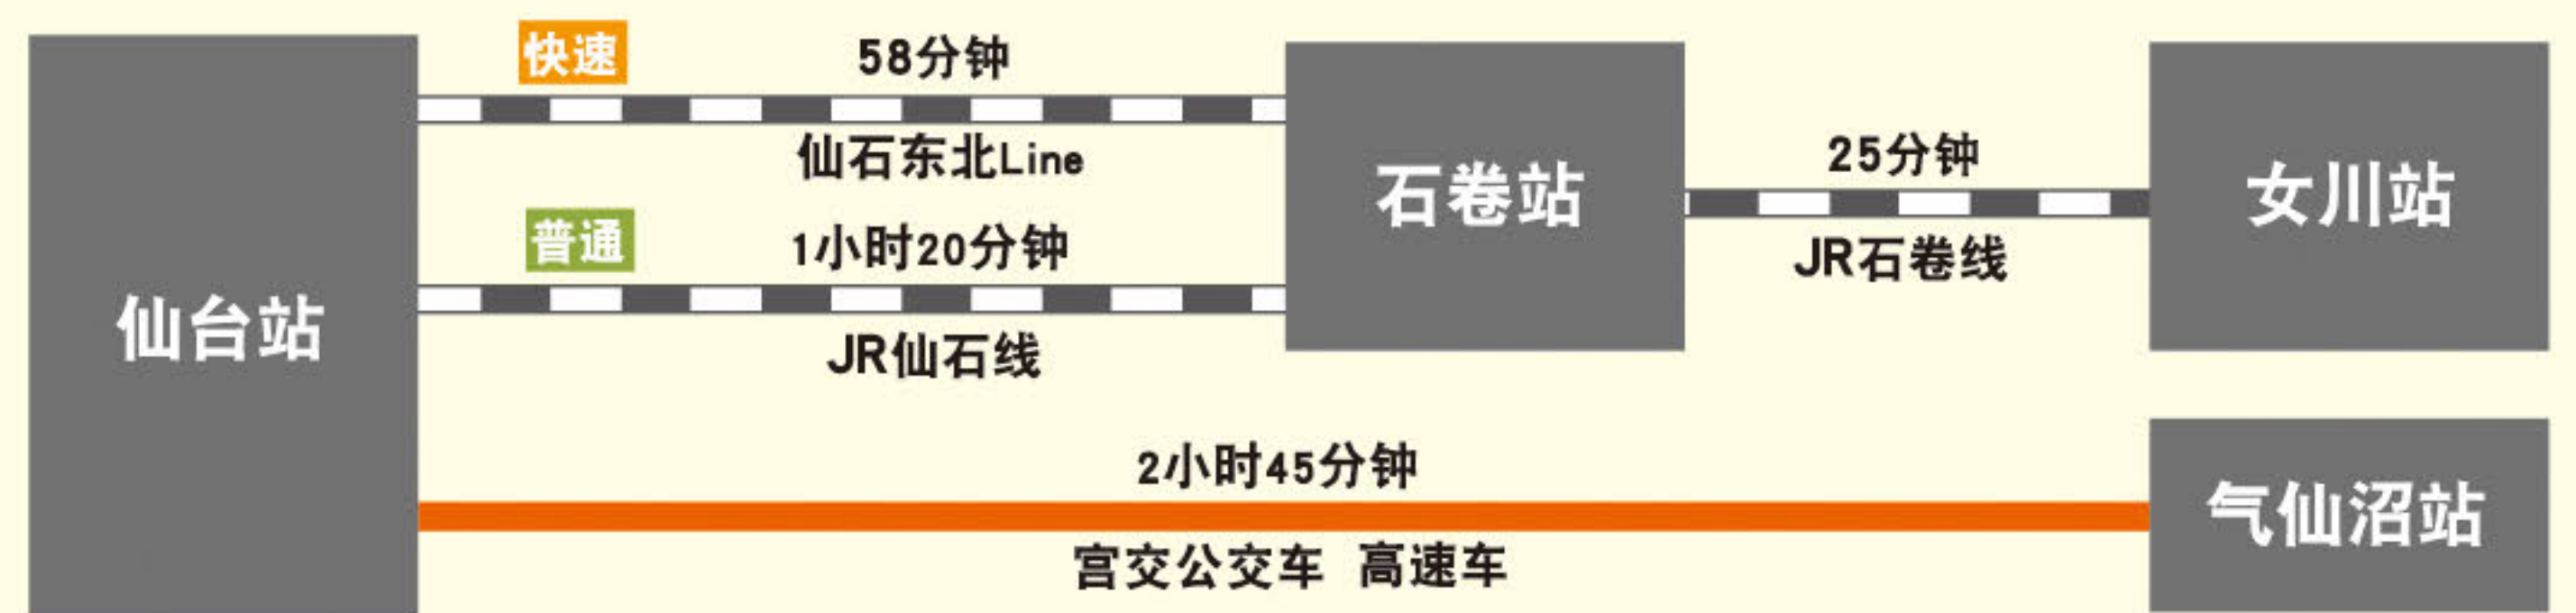 快速
58分钟
仙石东北Line
普通
1小时20分钟
JR仙石线
仙台站
石卷站
25分钟
JR石卷线
女川站
2小时45分钟
宫交公交车 高速车
气仙沼站